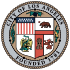 CITY OF LOS ANGELES
FOUNDED 1781